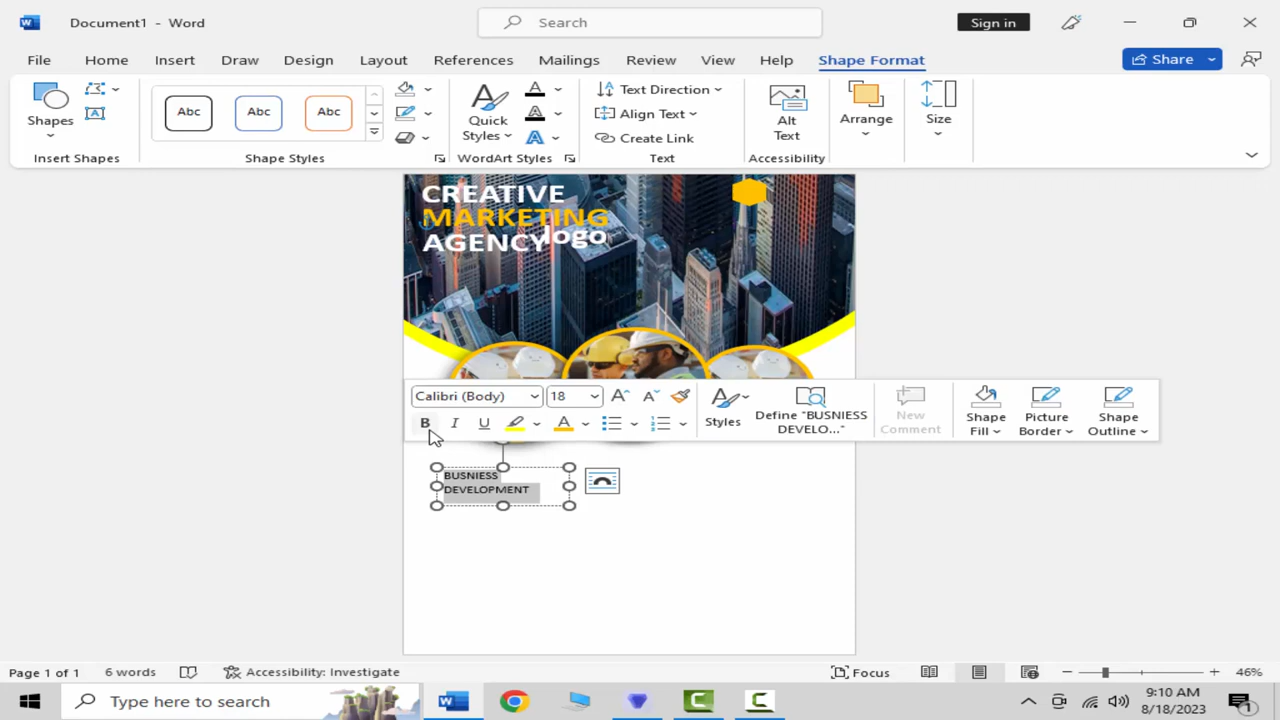 Document1 - Word
Search
Sign in
File Home Insert Draw Design Layout References Mailings Review View Help Shape Format
Share
Shapes
Abc Abc Abc
Quick
Styles
Text Direction
Align Text
Create Link
Alt
Text
Arrange
Size
Insert Shapes Shape Styles WordArt Styles Text Accessibility
CREATIVE
MARKETING
AGENCY
logo
Calibri (Body) 18
B I U
Styles
Define "BUSNIESS
DEVELO..."
New
Comment
Shape
Fill
Picture
Border
Shape
Outline
BUSNIESS
DEVELOPMENT
Page 1 of 1 6 words Accessibility: Investigate Focus 46%
Type here to search
9:10 AM
8/18/2023
1